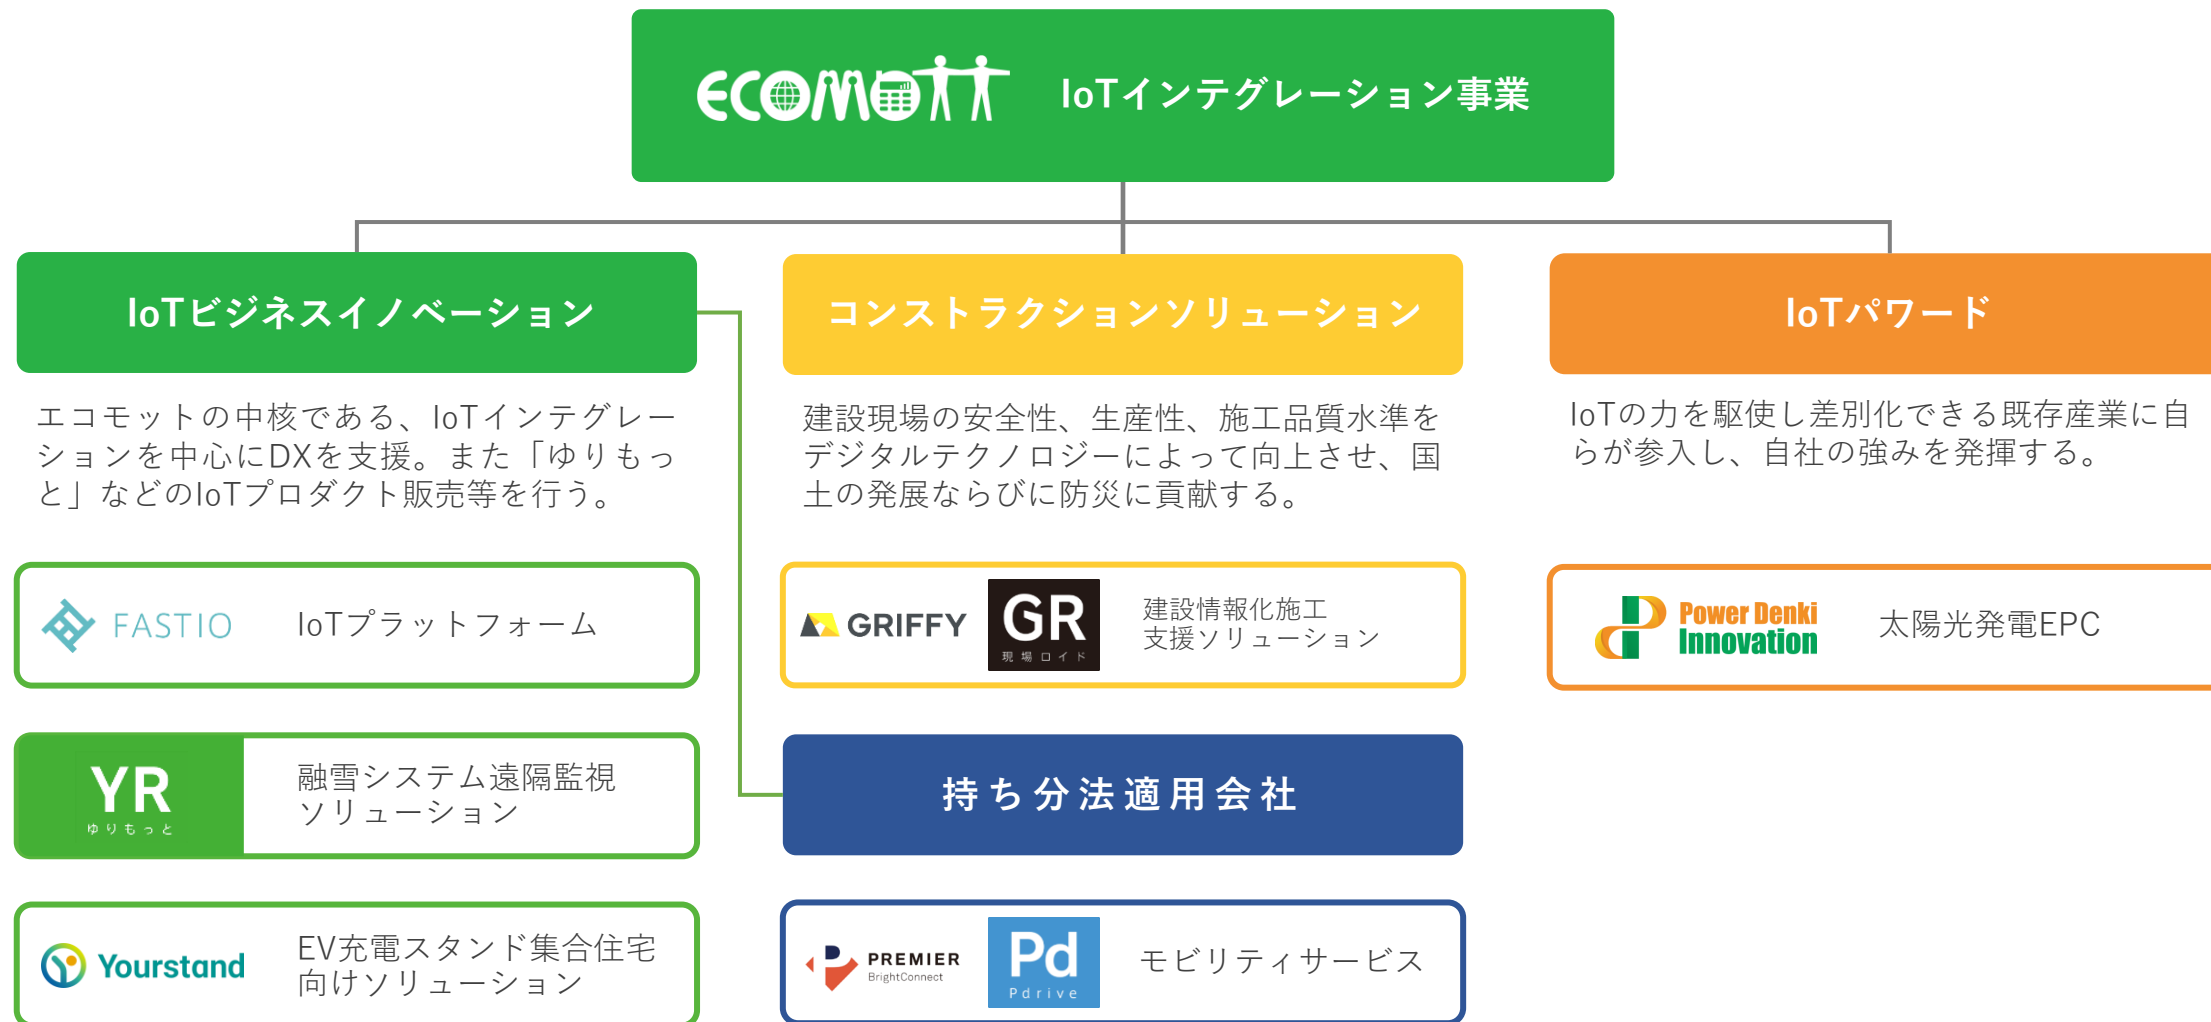 ECOMOTT IoTインテグレーション事業
IoTビジネスイノベーション
エコモットの中核である、IoTインテグレー
ションを中心にDXを支援。また「ゆりもっ
と」などのIoTプロダクト販売等を行う。
FASTIO IoTプラットフォーム
YR
ゆりもっと
融雪システム遠隔監視
ソリューション
Yourstand
EV充電スタンド集合住宅
向けソリューション
コンストラクションソリューション
建設現場の安全性、生産性、施工品質水準を
デジタルテクノロジーによって向上させ、国
土の発展ならびに防災に貢献する。
GRIFFY
GR
現場ロイド
建設情報化施工
支援ソリューション
持ち分法適用会社
PREMIER
BrightConnect
Pd
Pdrive
モビリティサービス
IoTパワード
IoTの力を駆使し差別化できる既存産業に自
らが参入し、自社の強みを発揮する。
Power Denki
Innovation
太陽光発電EPC